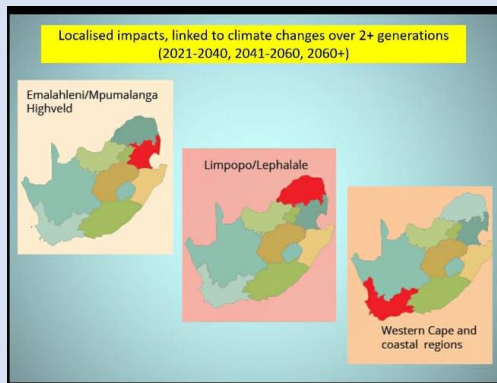 Localised impacts, linked to climate changes over 2+ generations
(2021-2040, 2041-2060, 2060+)
Emalahleni/Mpumalanga
Highveld
Limpopo/Lephalale
Western Cape and
coastal regions